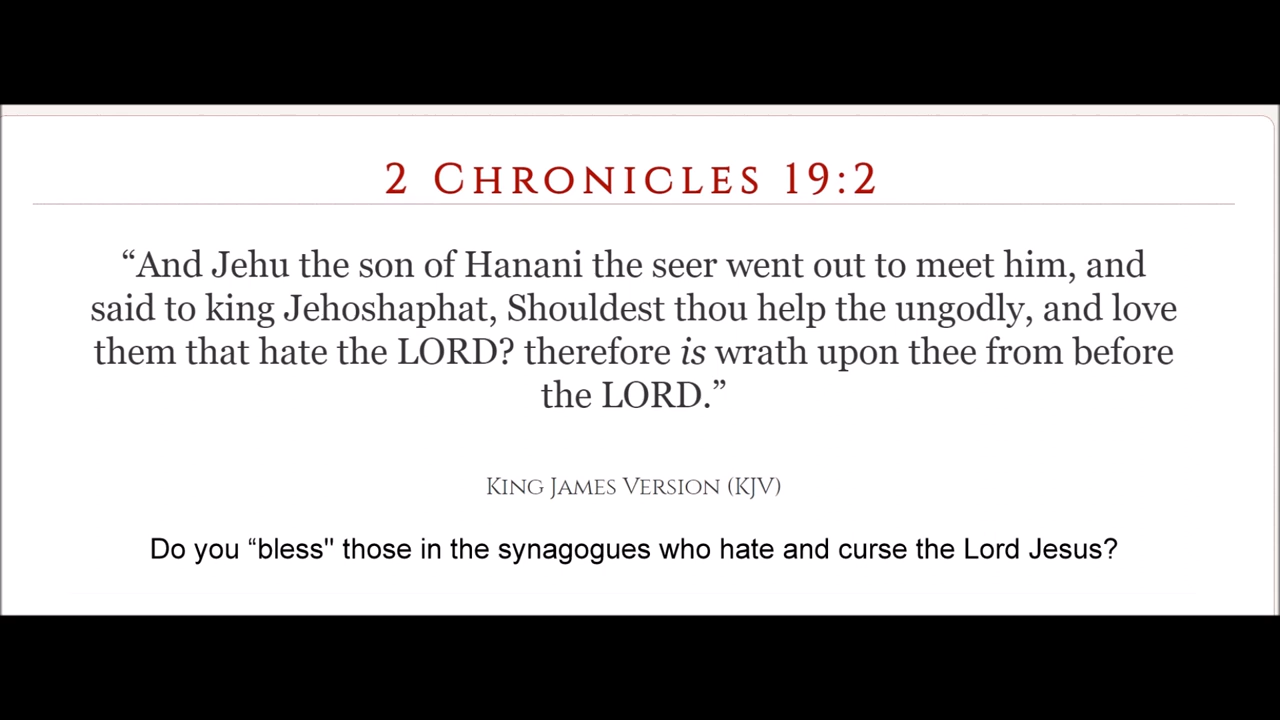 2 Chronicles 19:2
“And Jehu the son of Hanani the seer went out to meet him, and
said to king Jehoshaphat, Shouldest thou help the ungodly, and love
them that hate the LORD? therefore is wrath upon thee from before
the LORD.”
King James Version (KJV)
Do you “bless" those in the synagogues who hate and curse the Lord Jesus?